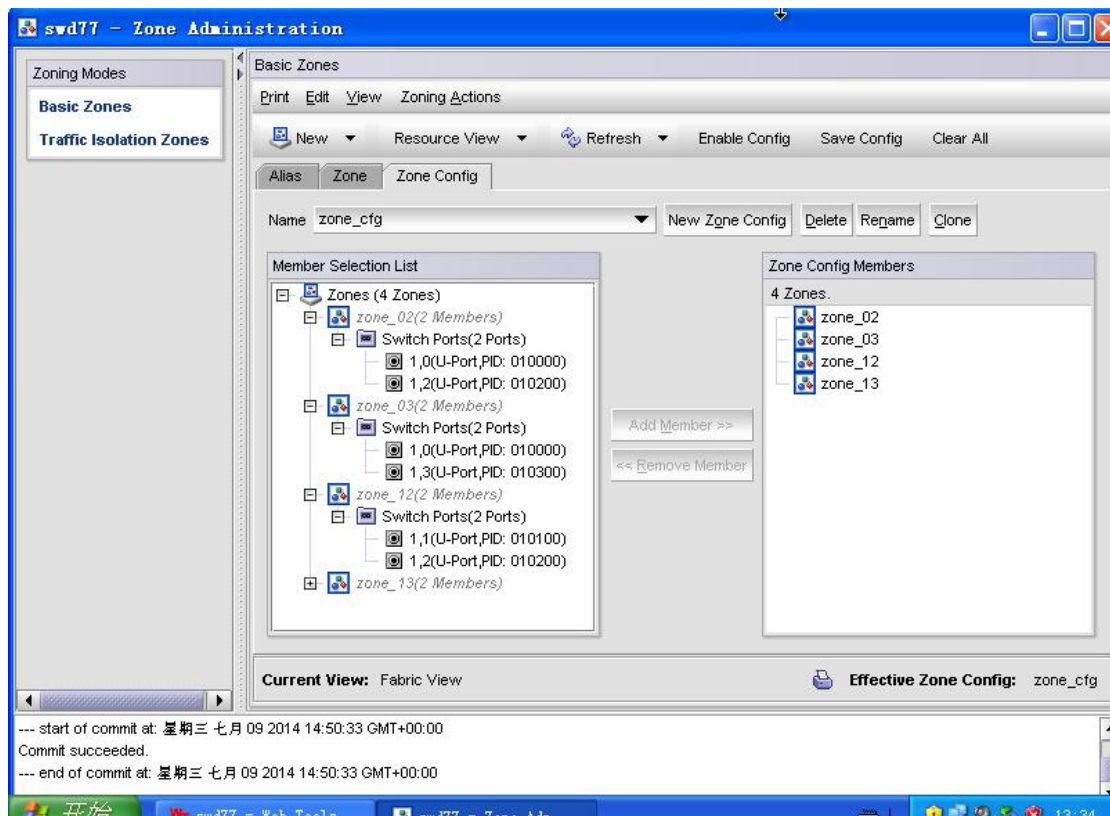 swd77 - Zone Administration
Zoning Modes
Basic Zones
Traffic Isolation Zones
Basic Zones
Print Edit View Zoning Actions
New Resource View Refresh Enable Config Save Config Clear All
Alias Zone Zone Config
Name zone_cfg New Zone Config Delete Rename Clone
Member Selection List
Zones (4 Zones)
zone_02(2 Members)
Switch Ports(2 Ports)
1,0(U-Port,PID: 010000)
1,2(U-Port,PID: 010200)
zone_03(2 Members)
Switch Ports(2 Ports)
1,0(U-Port,PID: 010000)
1,3(U-Port,PID: 010300)
zone_12(2 Members)
Switch Ports(2 Ports)
1,1(U-Port,PID: 010100)
1,2(U-Port,PID: 010200)
zone_13(2 Members)
Add Member >>
<< Remove Member
Zone Config Members
4 Zones.
zone_02
zone_03
zone_12
zone_13
Current View: Fabric View Effective Zone Config: zone_cfg
--- start of commit at: 星期三 七月 09 2014 14:50:33 GMT+00:00
Commit succeeded.
--- end of commit at: 星期三 七月 09 2014 14:50:33 GMT+00:00
开始 swd77 - Web Tools swd77 - Zone Adm... 13:34